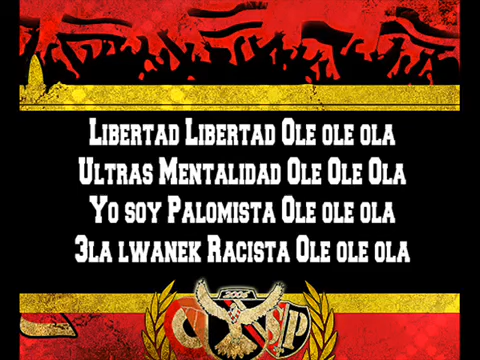 Libertad Libertad Ole ole ola
Ultras Mentalidad Ole Ole Ola
Yo soy Palomista Ole ole ola
3la lwanek Racista Ole ole ola
2006